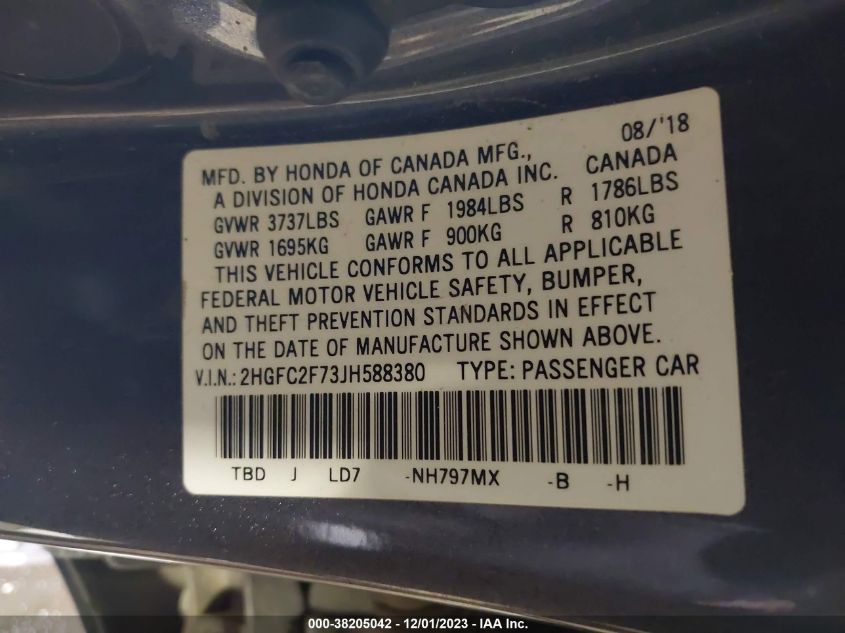 08/'18
MFD. BY HONDA OF CANADA MFG.,
A DIVISION OF HONDA CANADA INC. CANADA
GVWR 3737LBS GAWR F 1984LBS R 1786LBS
GVWR 1695KG GAWR F 900KG R 810KG
THIS VEHICLE CONFORMS TO ALL APPLICABLE
FEDERAL MOTOR VEHICLE SAFETY, BUMPER,
AND THEFT PREVENTION STANDARDS IN EFFECT
ON THE DATE OF MANUFACTURE SHOWN ABOVE.
V.I.N.: 2HGFC2F73JH588380 TYPE: PASSENGER CAR
TBD J LD7 -NH797MX -B -H
000-38205042 - 12/01/2023 - IAA Inc.